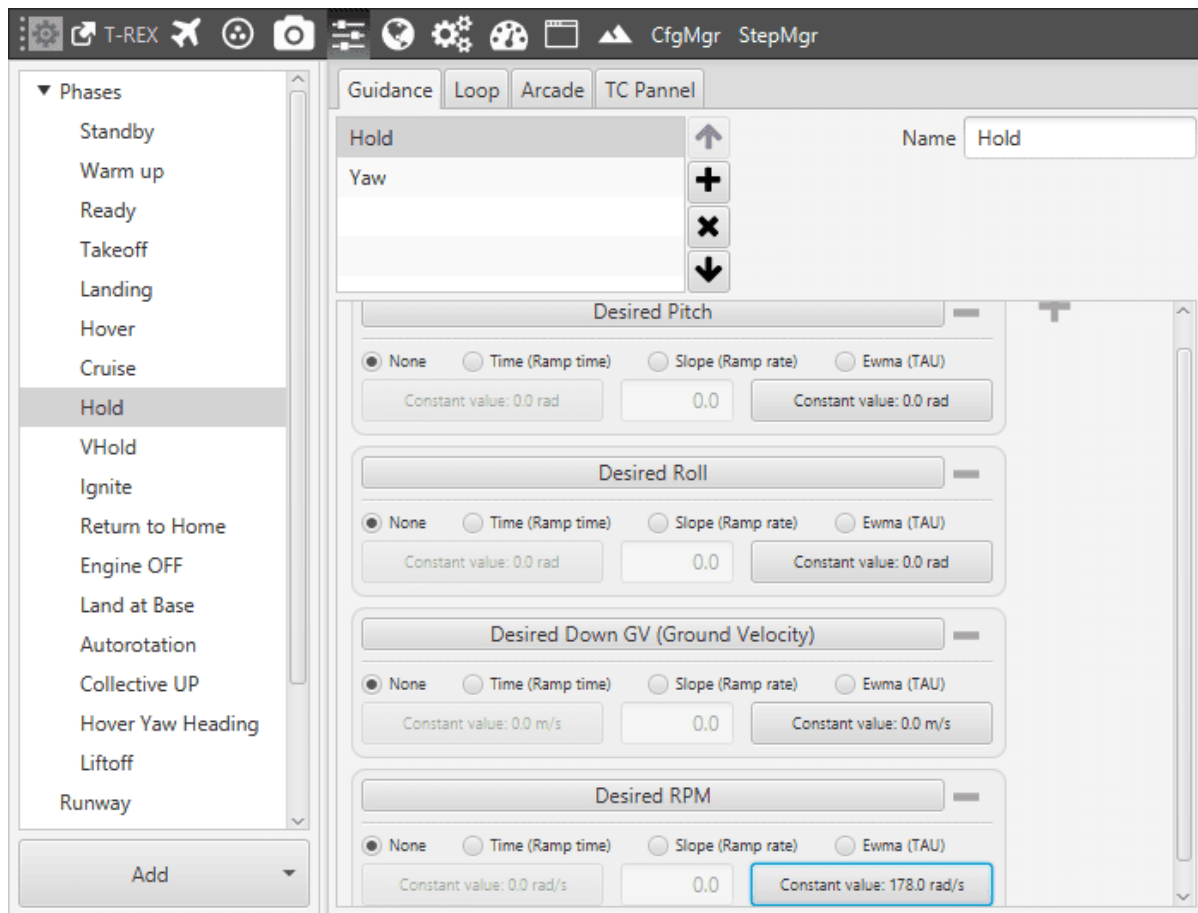 T-REX CfgMgr StepMgr
Phases
Standby
Warm up
Ready
Takeoff
Landing
Hover
Cruise
Hold
VHold
Ignite
Return to Home
Engine OFF
Land at Base
Autorotation
Collective UP
Hover Yaw Heading
Liftoff
Runway
Add
Guidance Loop Arcade TC Pannel
Hold
Yaw
Name Hold
Desired Pitch
None Time (Ramp time) Slope (Ramp rate) Ewma (TAU)
Constant value: 0.0 rad 0.0 Constant value: 0.0 rad
Desired Roll
None Time (Ramp time) Slope (Ramp rate) Ewma (TAU)
Constant value: 0.0 rad 0.0 Constant value: 0.0 rad
Desired Down GV (Ground Velocity)
None Time (Ramp time) Slope (Ramp rate) Ewma (TAU)
Constant value: 0.0 m/s 0.0 Constant value: 0.0 m/s
Desired RPM
None Time (Ramp time) Slope (Ramp rate) Ewma (TAU)
Constant value: 0.0 rad/s 0.0 Constant value: 178.0 rad/s